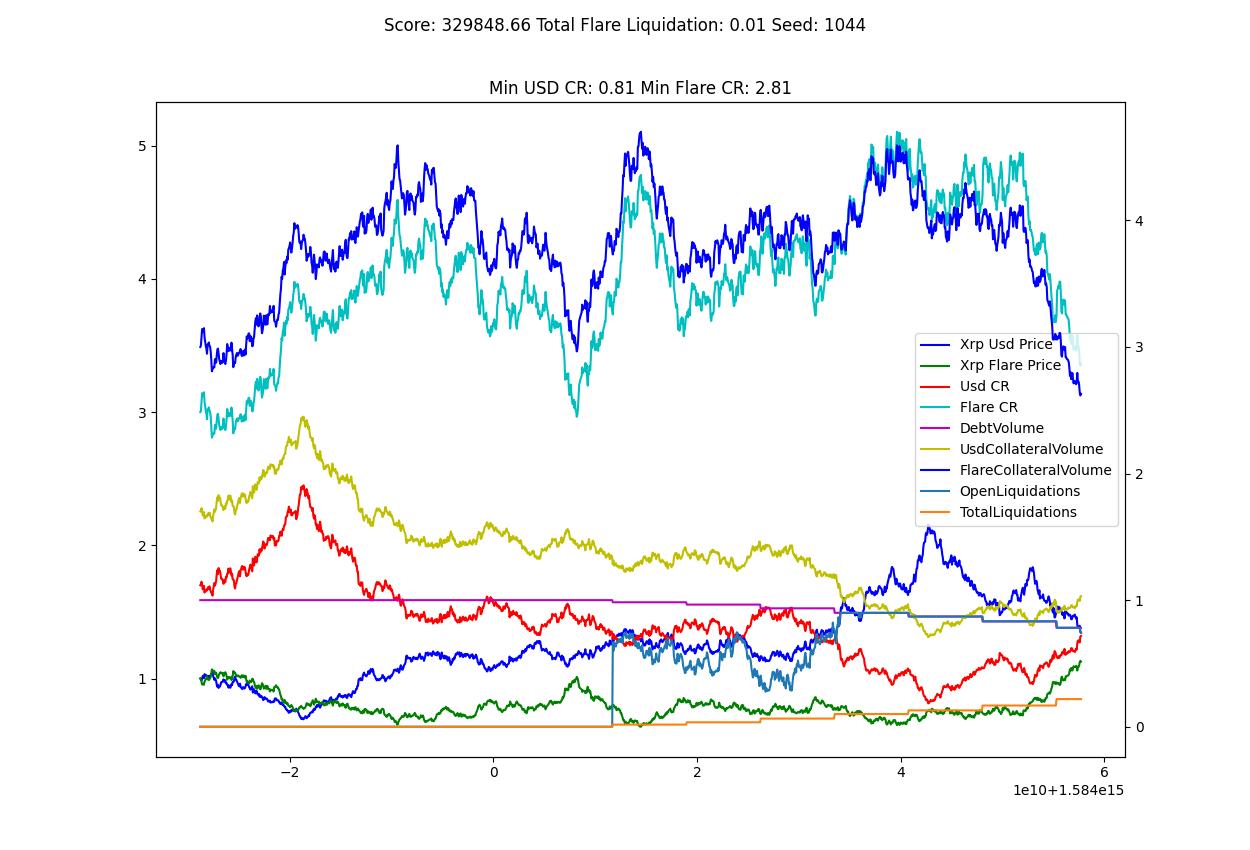 Score: 329848.66 Total Flare Liquidation: 0.01 Seed: 1044
Min USD CR: 0.81 Min Flare CR: 2.81
5
4
3
2
1
4
3
2
1
0
Xrp Usd Price
Xrp Flare Price
Usd CR
Flare CR
DebtVolume
UsdCollateralVolume
FlareCollateralVolume
OpenLiquidations
TotalLiquidations
−2 0 2 4 6
1e10+1.584e15